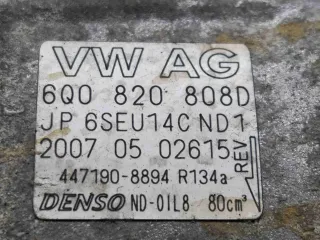 VW AG
6Q0 820 808D
JP 6SEU14C ND1
2007 05 02615 REV
447190-8894 R134a
DENSO ND-OIL8 80cm³